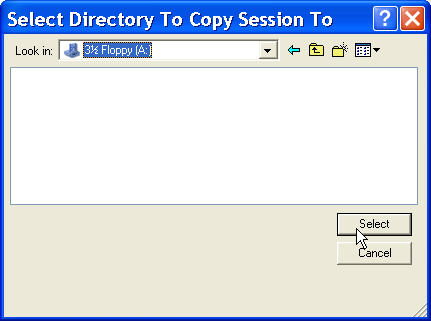 Select Directory To Copy Session To
Look in: 3½ Floppy (A:)
Select
Cancel